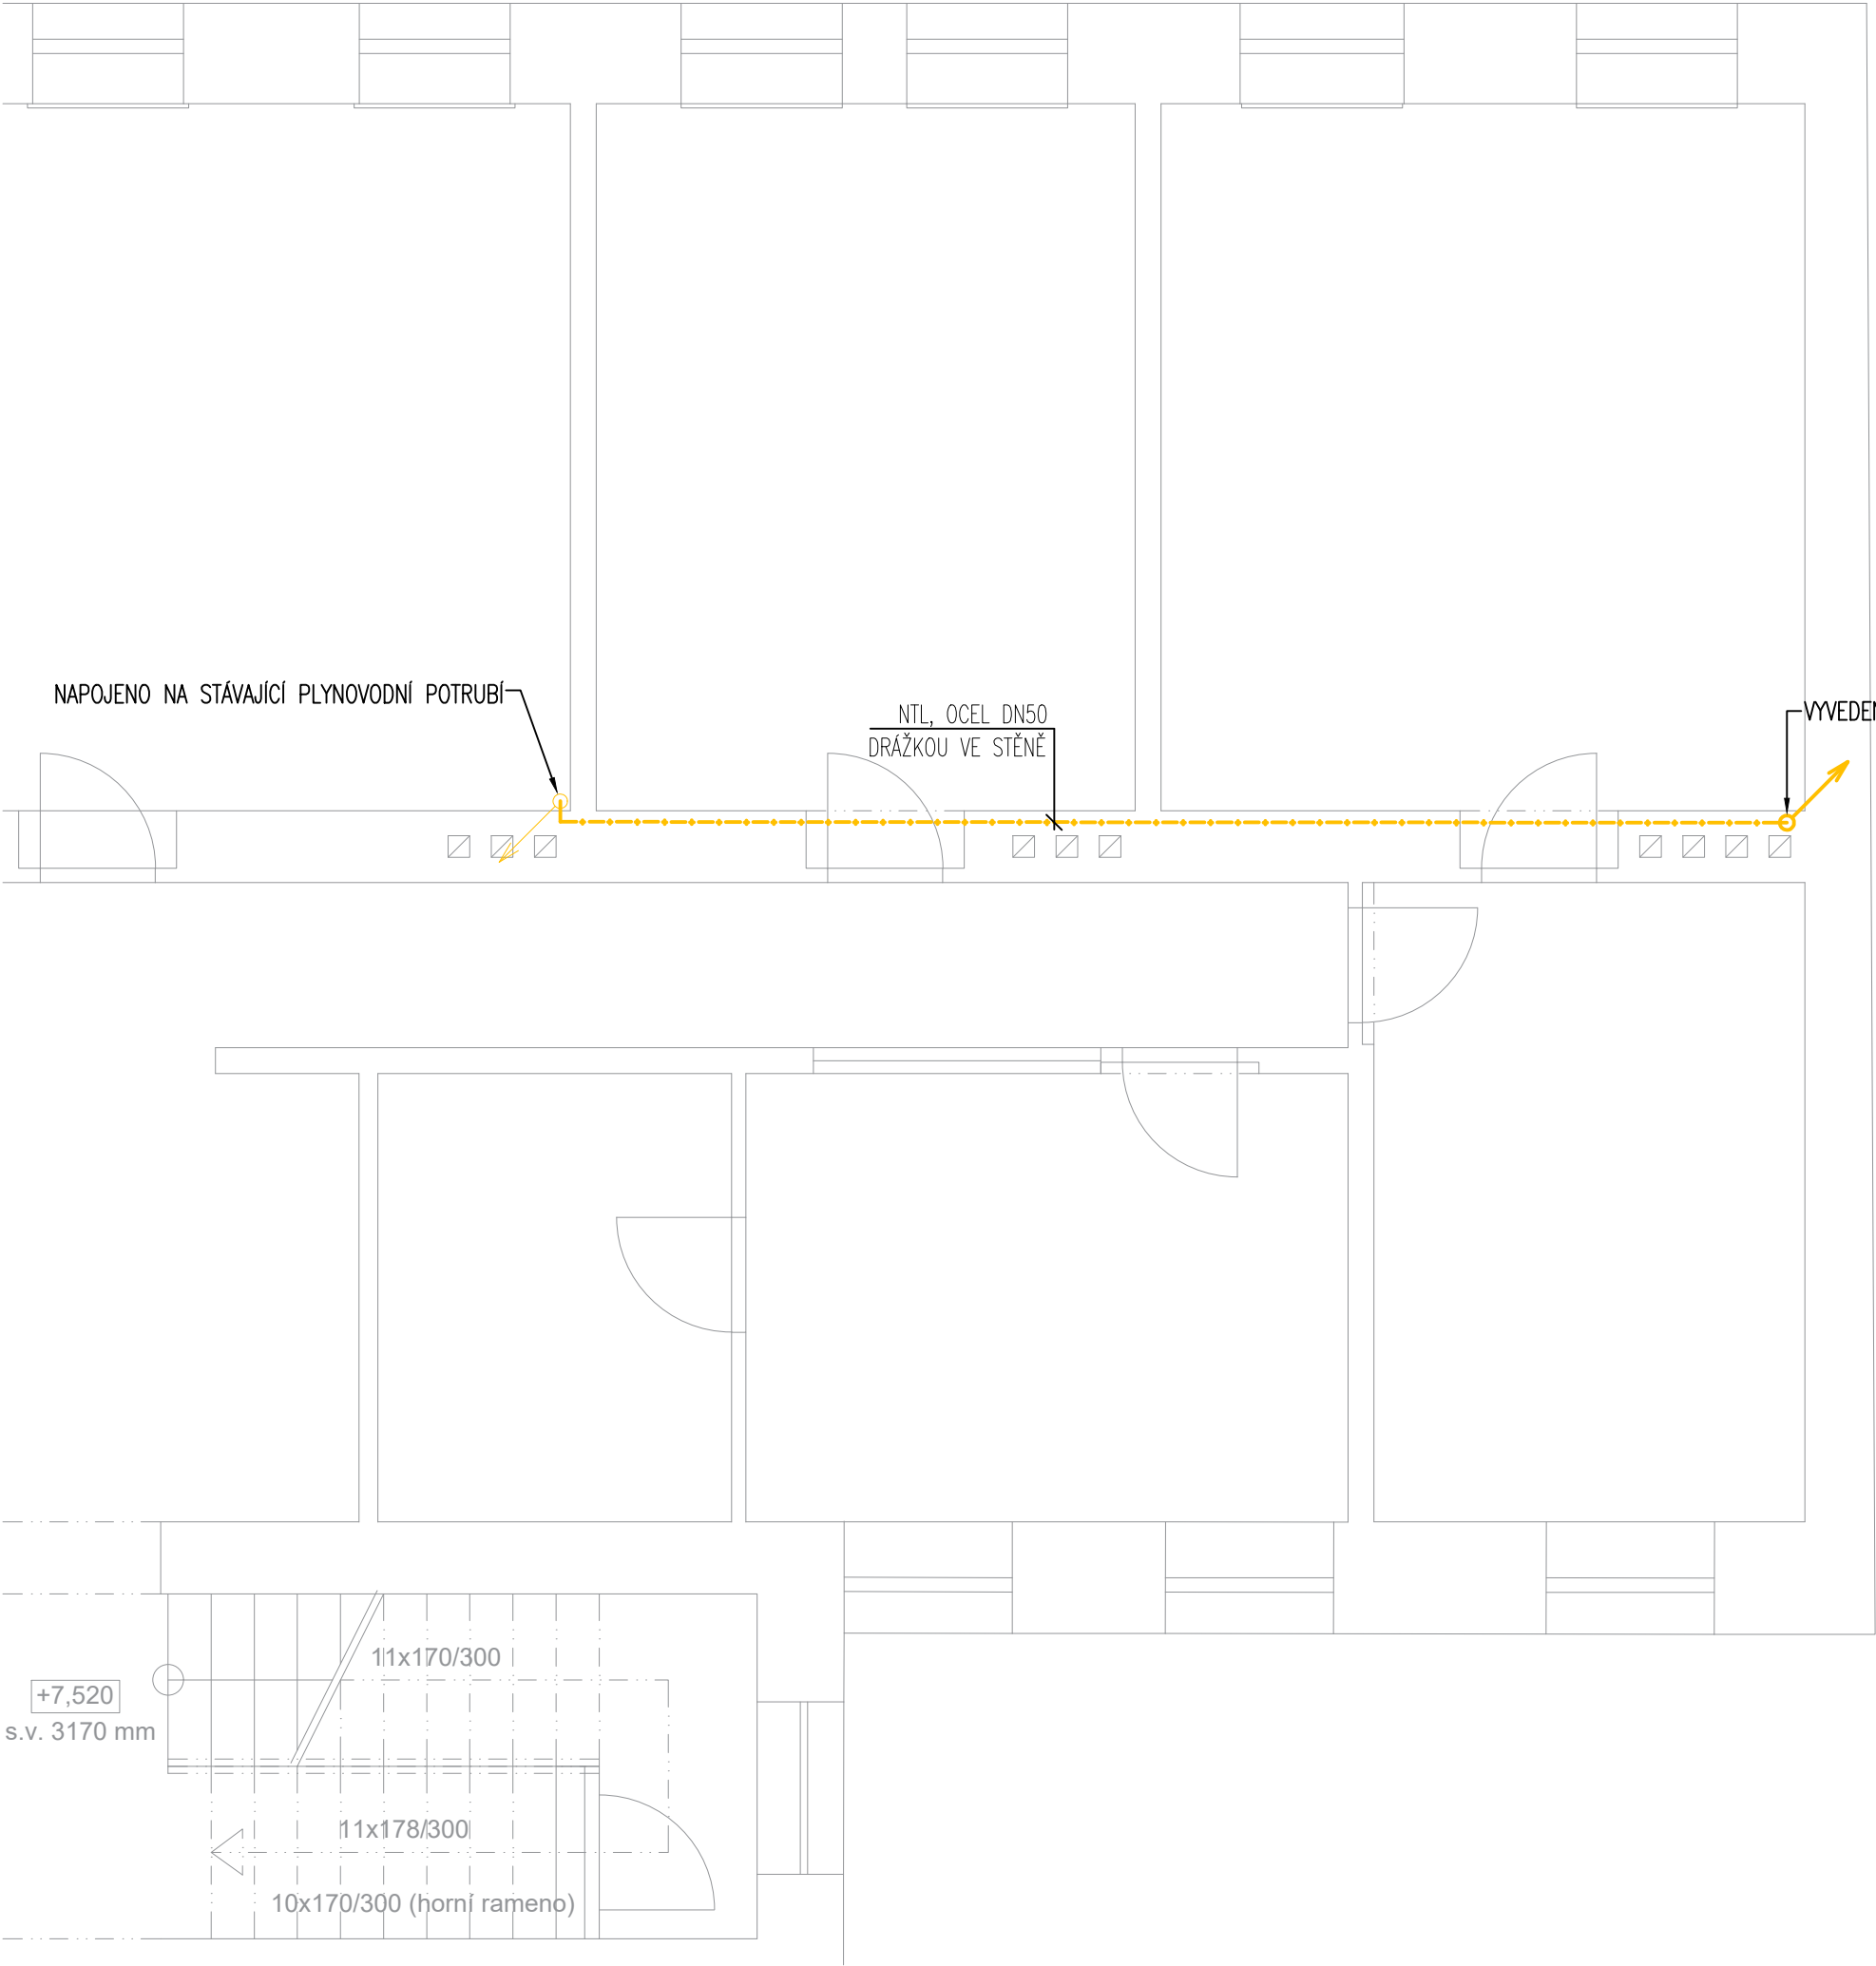 NAPOJENO NA STÁVAJÍCÍ PLYNOVODNÍ POTRUBÍ
NTL, OCEL DN50
DRÁŽKOU VE STĚNĚ
11x170/300
+7,520
s.v. 3170 mm
11x178/300
10x170/300 (horní rameno)